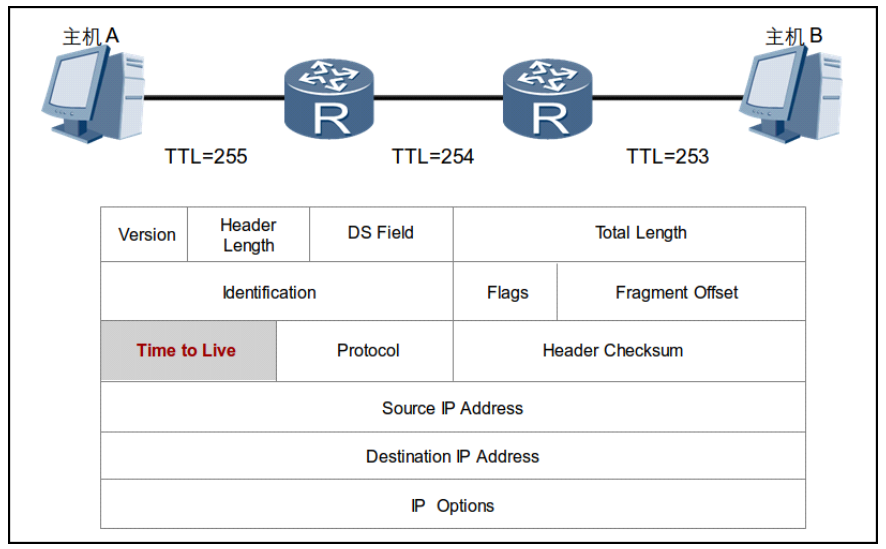 主机 A
主机 B
R
R
TTL=255
TTL=254
TTL=253
Version
Header
Length
DS Field
Total Length
Identification
Flags
Fragment Offset
Time to Live
Protocol
Header Checksum
Source IP Address
Destination IP Address
IP Options